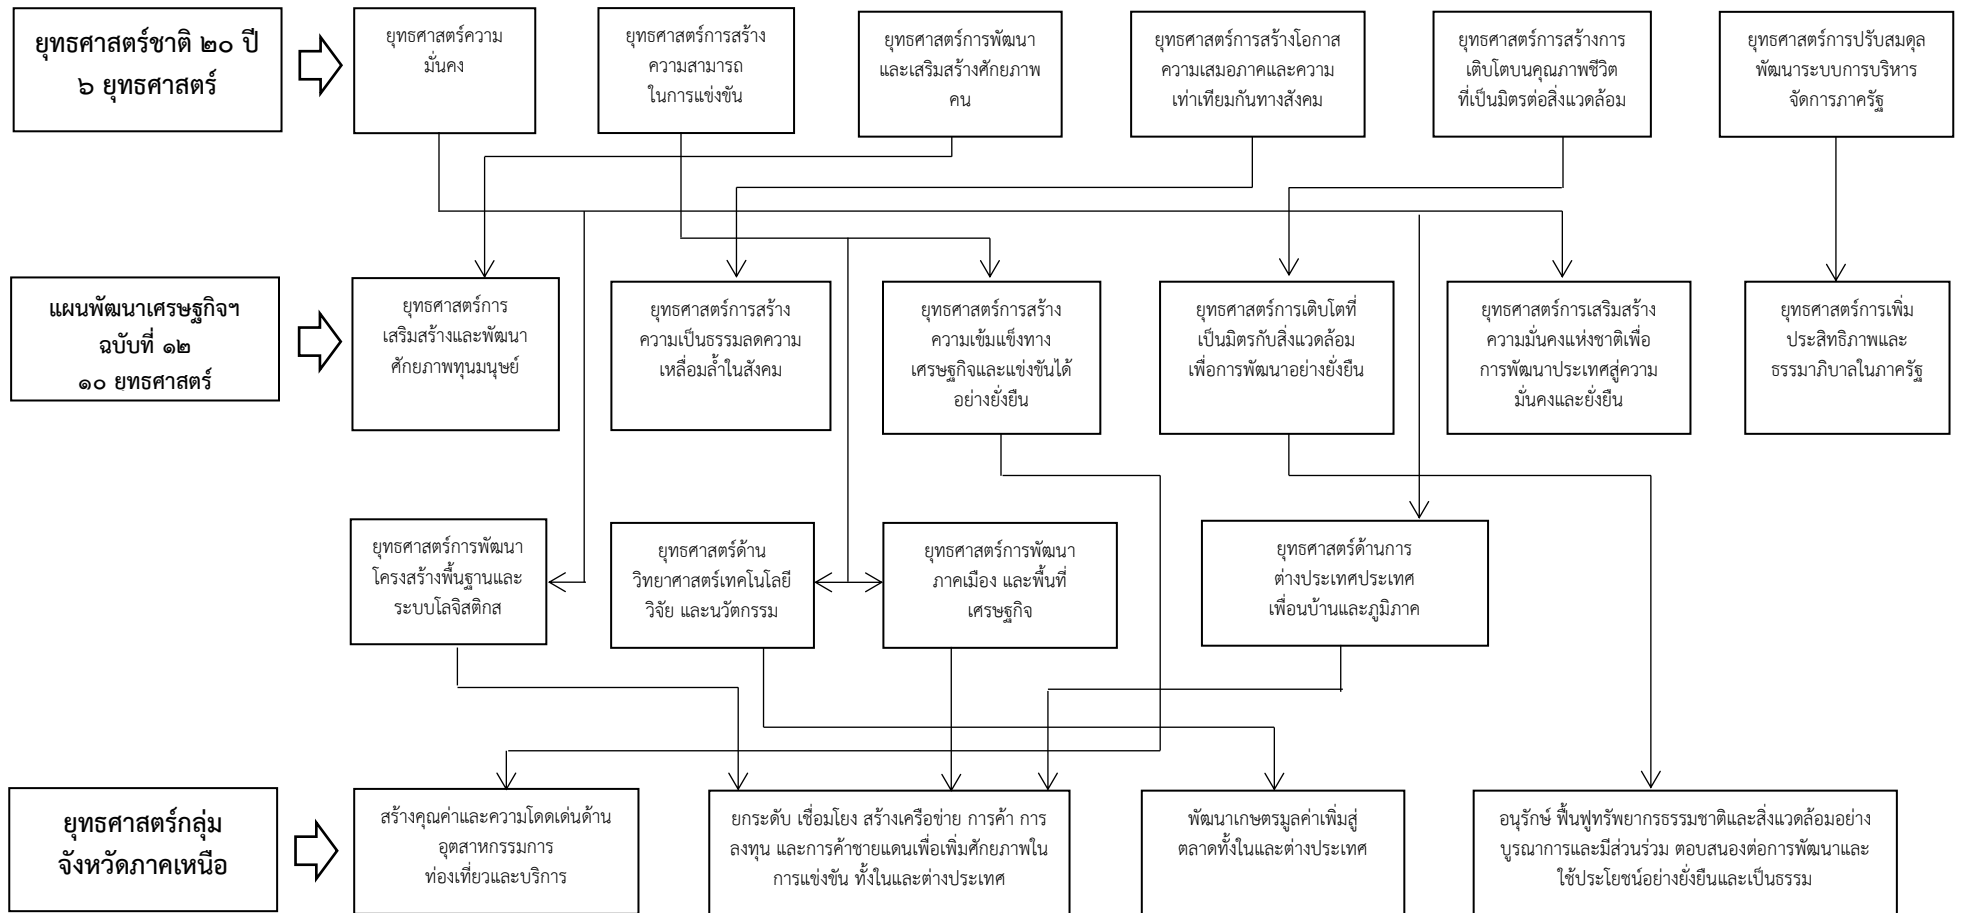 ยุทธศาสตร์ชาติ ๒๐ ปี
๖ ยุทธศาสตร์
ยุทธศาสตร์ความ
มั่นคง
ยุทธศาสตร์การสร้าง
ความสามารถ
ในการแข่งขัน
ยุทธศาสตร์การพัฒนา
และเสริมสร้างศักยภาพ
คน
ยุทธศาสตร์การสร้างโอกาส
ความเสมอภาคและความ
เท่าเทียมกันทางสังคม
ยุทธศาสตร์การสร้างการ
เติบโตบนคุณภาพชีวิต
ที่เป็นมิตรต่อสิ่งแวดล้อม
ยุทธศาสตร์การปรับสมดุล
พัฒนาระบบการบริหาร
จัดการภาครัฐ
แผนพัฒนาเศรษฐกิจฯ
ฉบับที่ ๑๒
๑๐ ยทธศาสตร์
ยุทธศาสตร์การ
เสริมสร้างและพัฒนา
ศักยภาพทุนมนุษย์
ยุทธศาสตร์การสร้าง
ความเป็นธรรมลดความ
เหลื่อมล้ำในสังคม
ยุทธศาสตร์การสร้าง
ความเข้มแข็งทาง
เศรษฐกิจและแข่งขันได้
อย่างยั่งยืน
ยุทธศาสตร์การเติบโตที่
เป็นมิตรกับสิ่งแวดล้อม
เพื่อการพัฒนาอย่างยั่งยืน
ยุทธศาสตร์การเสริมสร้าง
ความมั่นคงแห่งชาติเพื่อ
การพัฒนาประเทศสู่ความ
มั่นคงและยั่งยืน
ยุทธศาสตร์การเพิ่ม
ประสิทธิภาพและ
ธรรมาภิบาลในภาครัฐ
ยุทธศาสตร์การพัฒนา
โครงสร้างพื้นฐานและ
ระบบโลจิสติกส
ยุทธศาสตร์ด้าน
วิทยาศาสตร์เทคโนโลยี
วิจัย และนวัตกรรม
ยุทธศาสตร์การพัฒนา
ภาคเมือง และพื้นที่
เศรษฐกิจ
ยุทธศาสตร์ด้านการ
ต่างประเทศประเทศ
เพื่อนบ้านและภูมิภาค
ยุทธศาสตร์กลุ่ม
จังหวัดภาคเหนือ
สร้างคุณค่าและความโดดเด่นด้าน
อุตสาหกรรมการ
ท่องเที่ยวและบริการ
ยกระดับ เชื่อมโยง สร้างเครือข่าย การค้า การ
ลงทุน และการค้าชายแดนเพื่อเพิ่มศักยภาพใน
การแข่งขัน ทั้งในและต่างประเทศ
พัฒนาเกษตรมูลค่าเพิ่มสู่
ตลาดทั้งในและต่างประเทศ
อนุรักษ์ ฟื้นฟูทรัพยากรธรรมชาติและสิ่งแวดล้อมอย่าง
บูรณาการและมีส่วนร่วม ตอบสนองต่อการพัฒนาและ
ใช้ประโยชน์อย่างยั่งยืนและเป็นธรรม